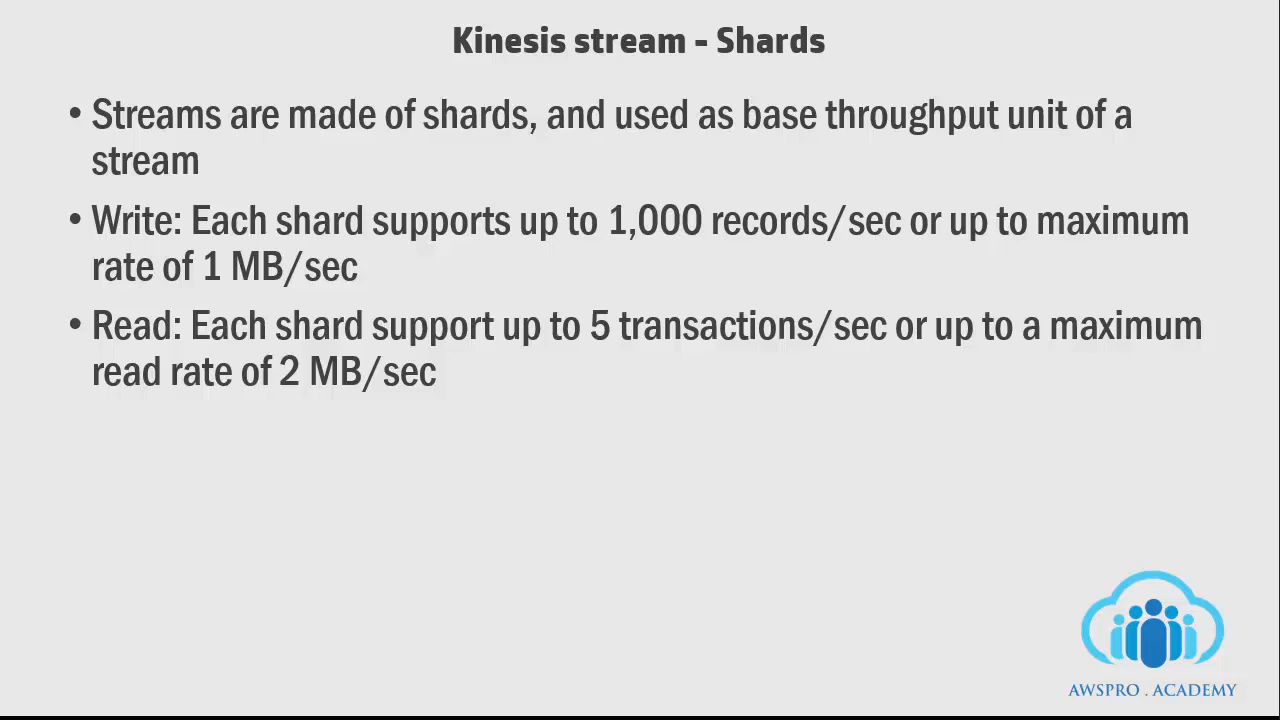 Kinesis stream - Shards
• Streams are made of shards, and used as base throughput unit of a
stream
• Write: Each shard supports up to 1,000 records/sec or up to maximum
rate of 1 MB/sec
• Read: Each shard support up to 5 transactions/sec or up to a maximum
read rate of 2 MB/sec
AWSPRO . ACADEMY